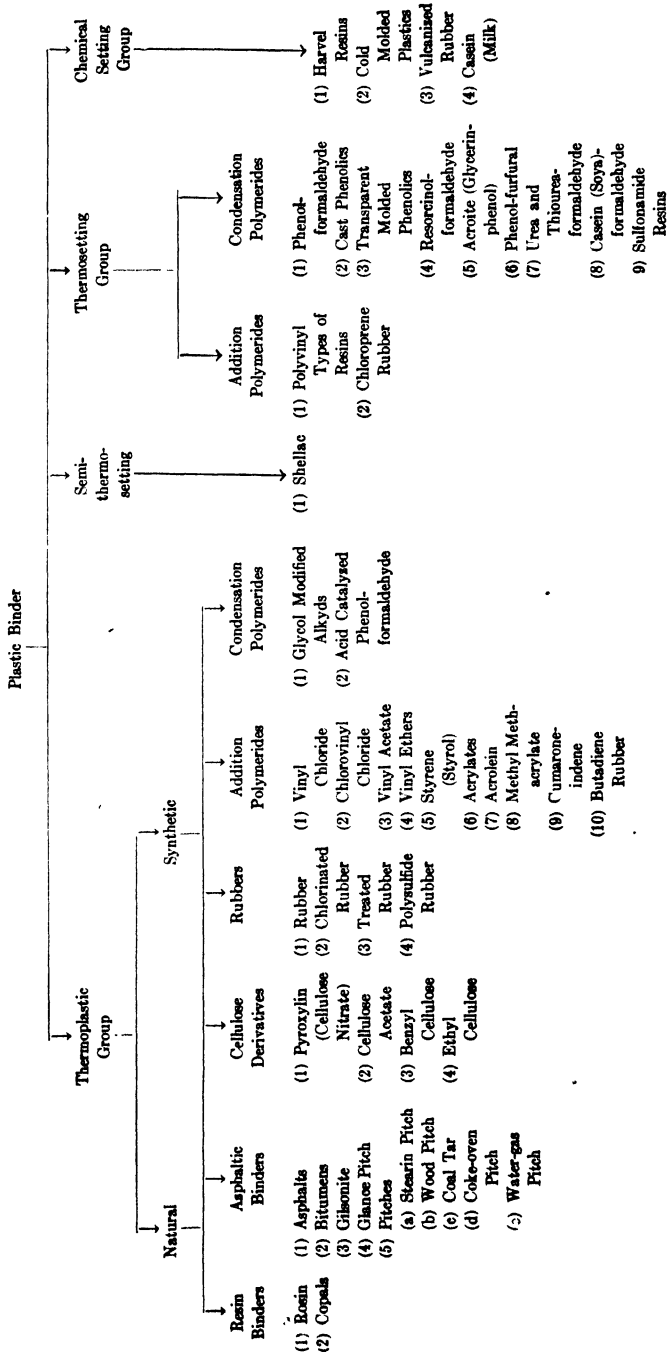 Plastic Binder
Thermoplastic
Group
Semi-
thermo-
setting
Thermosetting
Group
Chemical
Setting
Group
Natural
Synthetic
Resin
Binders
(1) Rosin
(2) Copals
Asphaltic
Binders
(1) Asphalts
(2) Bitumens
(3) Gilsonite
(4) Glance Pitch
(5) Pitches
(a) Stearin Pitch
(b) Wood Pitch
(c) Coal Tar
(d) Coke-oven
Pitch
(e) Water-gas
Pitch
Cellulose
Derivatives
(1) Pyroxylin
(Cellulose
Nitrate)
(2) Cellulose
Acetate
(3) Benzyl
Cellulose
(4) Ethyl
Cellulose
Rubbers
(1) Rubber
(2) Chlorinated
Rubber
(3) Treated
Rubber
(4) Polysulfide
Rubber
Addition
Polymerides
(1) Vinyl
Chloride
(2) Chlorovinyl
Chloride
(3) Vinyl Acetate
(4) Vinyl Ethers
(5) Styrene
(Styrol)
(6) Acrylates
(7) Acrolein
(8) Methyl Meth-
acrylate
(9) Cumarone-
indene
(10) Butadiene
Rubber
Condensation
Polymerides
(1) Glycol Modified
Alkyds
(2) Acid Catalyzed
Phenol-
formaldehyde
(1) Shellac
Addition
Polymerides
(1) Polyvinyl
Types of
Resins
(2) Chloroprene
Rubber
Condensation
Polymerides
(1) Phenol-
formaldehyde
(2) Cast Phenolics
(3) Transparent
Molded
Phenolics
(4) Resorcinol-
formaldehyde
(5) Acroite (Glycerin-
phenol)
(6) Phenol-furfural
(7) Urea and
Thiourea-
formaldehyde
(8) Casein (Soya)-
formaldehyde
9) Sulfonamide
Resins
(1) Harvel
Resins
(2) Cold
Molded
Plastics
(3) Vulcanized
Rubber
(4) Casein
(Milk)